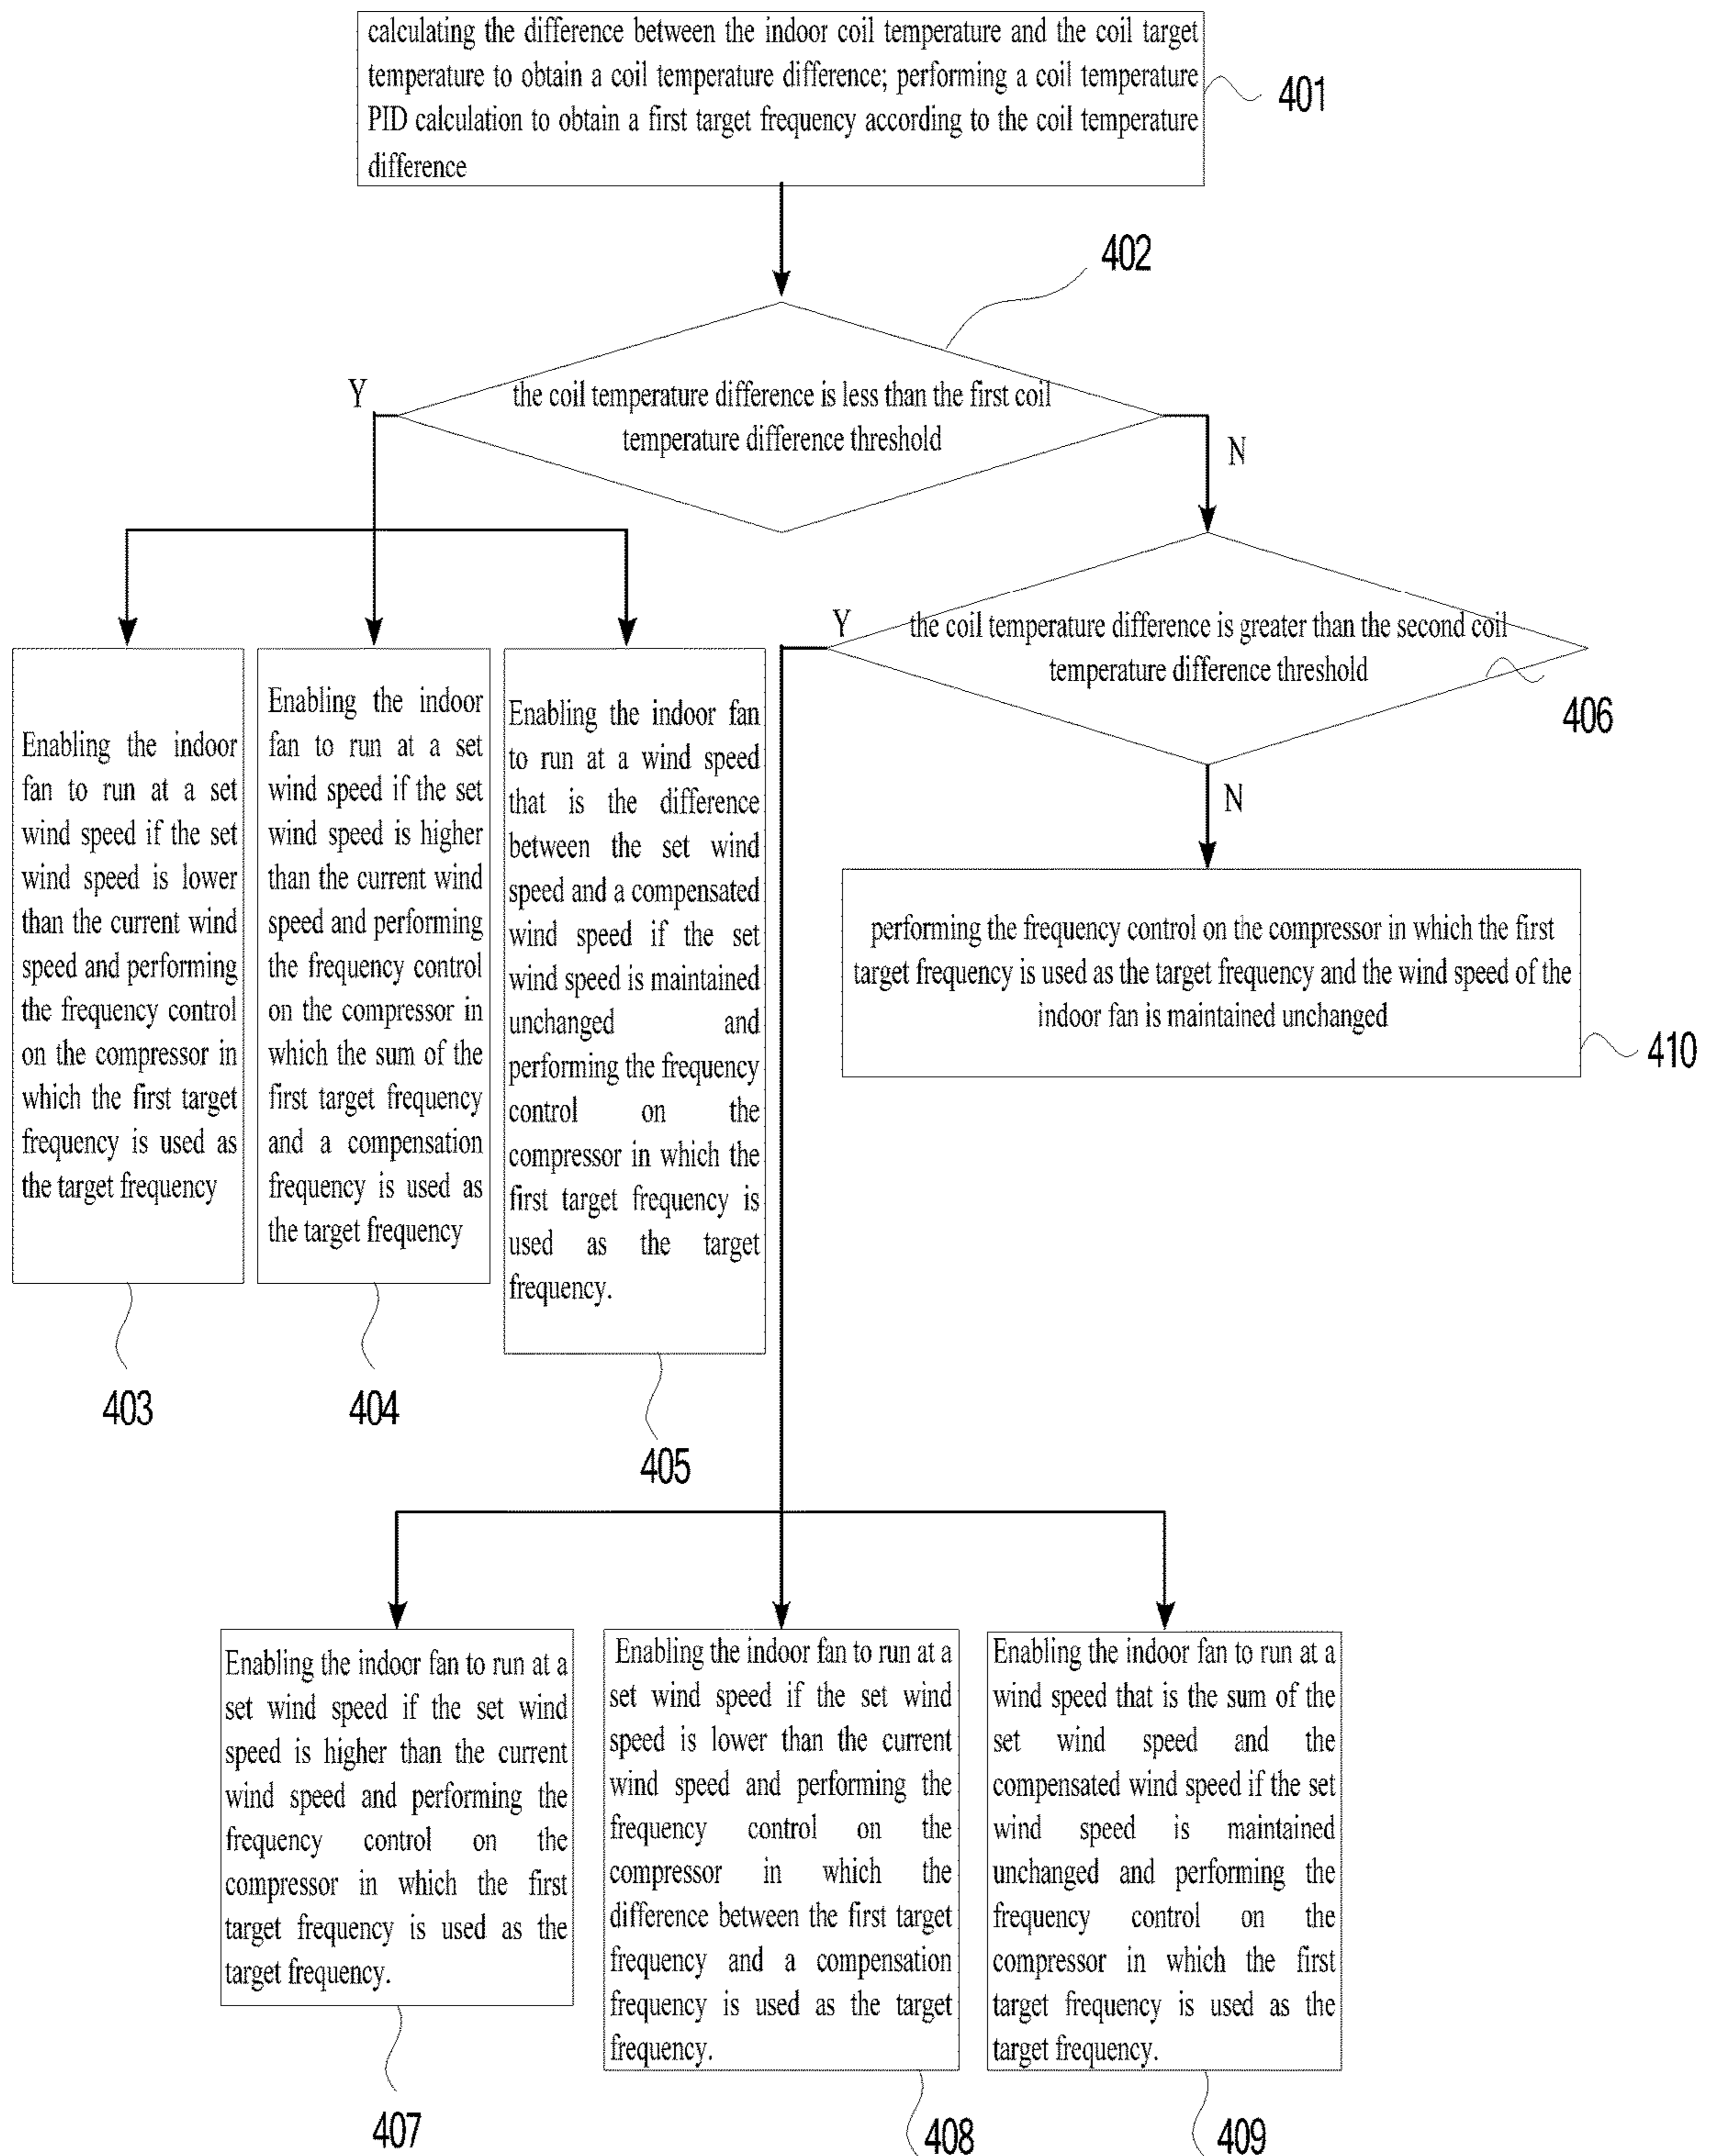 calculating the difference between the indoor coil temperature and the coil target
temperature to obtain a coil temperature difference; performing a coil temperature
PID calculation to obtain a first target frequency according to the coil temperature
difference
401
402
the coil temperature difference is less than the first coil
temperature difference threshold
Y
N
the coil temperature difference is greater than the second coil
temperature difference threshold
406
Y
N
Enabling the indoor
fan to run at a set
wind speed if the set
wind speed is lower
than the current wind
speed and performing
the frequency control
on the compressor in
which the first target
frequency is used as
the target frequency
403
Enabling the indoor
fan to run at a set
wind speed if the set
wind speed is higher
than the current wind
speed and performing
the frequency control
on the compressor in
which the sum of the
first target frequency
and a compensation
frequency is used as
the target frequency
404
Enabling the indoor fan
to run at a wind speed
that is the difference
between the set wind
speed and a compensated
wind speed if the set
wind speed is maintained
unchanged and
performing the frequency
control on the
compressor in which the
first target frequency is
used as the target
frequency.
405
performing the frequency control on the compressor in which the first
target frequency is used as the target frequency and the wind speed of the
indoor fan is maintained unchanged
410
Enabling the indoor fan to run at a
set wind speed if the set wind
speed is higher than the current
wind speed and performing the
frequency control on the
compressor in which the first
target frequency is used as the
target frequency.
407
Enabling the indoor fan to run at a
set wind speed if the set wind
speed is lower than the current
wind speed and performing the
frequency control on the
compressor in which the
difference between the first target
frequency and a compensation
frequency is used as the target
frequency.
408
Enabling the indoor fan to run at a
wind speed that is the sum of the
set wind speed and the
compensated wind speed if the set
wind speed is maintained
unchanged and performing the
frequency control on the
compressor in which the first
target frequency is used as the
target frequency.
409